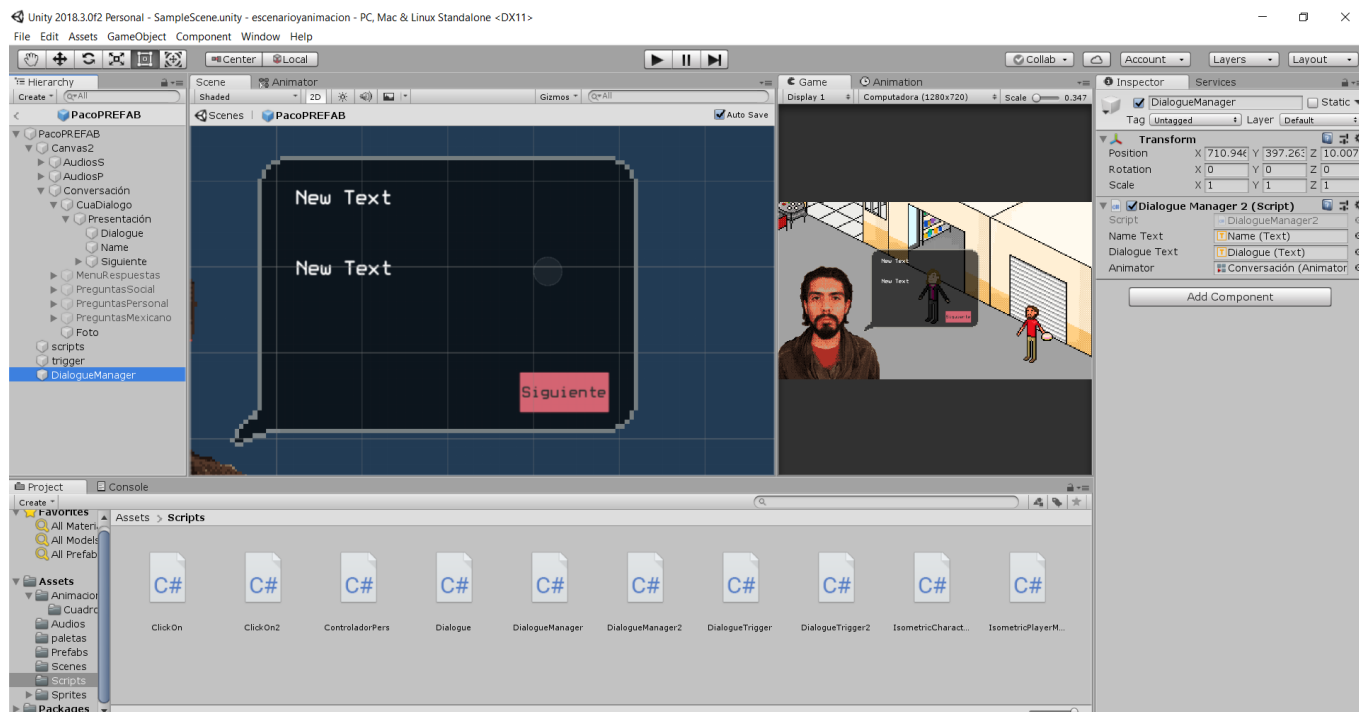 Unity 2018.3.0f2 Personal - SampleScene.unity - escenarioyanimacion - PC, Mac & Linux Standalone <DX11>
File Edit Assets GameObject Component Window Help
Center Local Collab Account Layers Layout
Hierarchy
Create All
PacoPREFAB
PacoPREFAB
Canvas2
AudiosS
AudiosP
Conversación
CuaDialogo
Presentación
Dialogue
Name
Siguiente
MenuRespuestas
PreguntasSocial
PreguntasPersonal
PreguntasMexicano
Foto
scripts
trigger
DialogueManager
Scene Animator
Shaded 2D Gizmos All
Scenes PacoPREFAB Auto Save
New Text
New Text
Siguiente
Game Animation
Display 1 Computadora (1280x720) Scale 0.347
New Text
New Text
Siguiente
Inspector Services
DialogueManager Static
Tag Untagged Layer Default
Transform
Position X 710.946 Y 397.263 Z 10.007
Rotation X 0 Y 0 Z 0
Scale X 1 Y 1 Z 1
Dialogue Manager 2 (Script)
Script DialogueManager2
Name Text Name (Text)
Dialogue Text Dialogue (Text)
Animator Conversación (Animator
Add Component
Project Console
Create
Favorites
All Materi
All Models
All Prefab
Assets
Animacion
Cuadro
Audios
paletas
Prefabs
Scenes
Scripts
Sprites
Packages
Assets > Scripts
C# C# C# C# C# C# C# C# C# C#
ClickOn ClickOn2 ControladorPers Dialogue DialogueManager DialogueManager2 DialogueTrigger DialogueTrigger2 IsometricCharact... IsometricPlayerM...